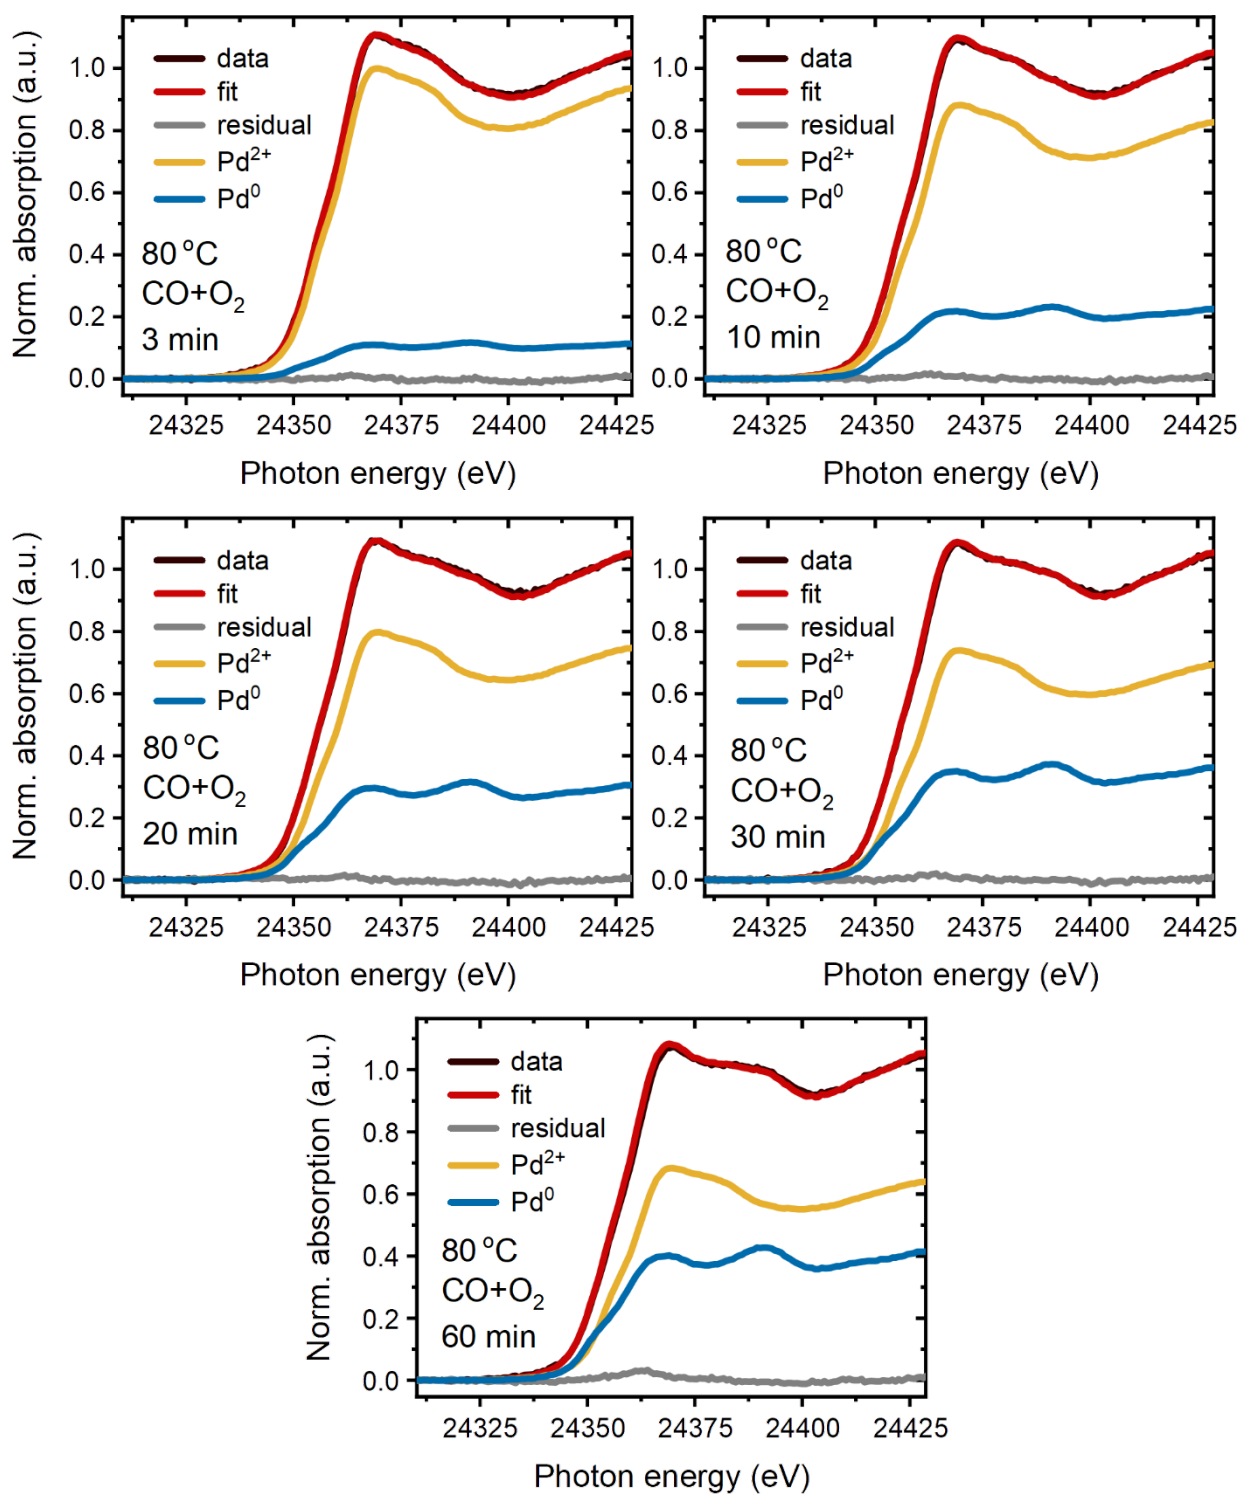 Norm. absorption (a.u.)
1.0
0.8
0.6
0.4
0.2
0.0
data
fit
residual
Pd²⁺
Pd⁰
80 °C
CO+O₂
3 min
24325 24350 24375 24400 24425
Photon energy (eV)
1.0
0.8
0.6
0.4
0.2
0.0
data
fit
residual
Pd²⁺
Pd⁰
80 °C
CO+O₂
10 min
24325 24350 24375 24400 24425
Photon energy (eV)
Norm. absorption (a.u.)
1.0
0.8
0.6
0.4
0.2
0.0
data
fit
residual
Pd²⁺
Pd⁰
80 °C
CO+O₂
20 min
24325 24350 24375 24400 24425
Photon energy (eV)
1.0
0.8
0.6
0.4
0.2
0.0
data
fit
residual
Pd²⁺
Pd⁰
80 °C
CO+O₂
30 min
24325 24350 24375 24400 24425
Photon energy (eV)
Norm. absorption (a.u.)
1.0
0.8
0.6
0.4
0.2
0.0
data
fit
residual
Pd²⁺
Pd⁰
80 °C
CO+O₂
60 min
24325 24350 24375 24400 24425
Photon energy (eV)